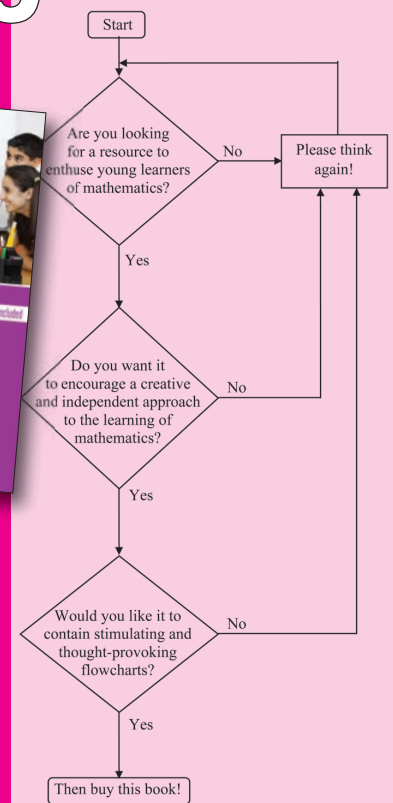 Start
Are you looking
for a resource to
enthuse young learners
of mathematics?
No
Please think
again!
Yes
included
Do you want it
to encourage a creative
and independent approach
to the learning of
mathematics?
No
Yes
Would you like it to
contain stimulating and
thought-provoking
flowcharts?
No
Yes
Then buy this book!